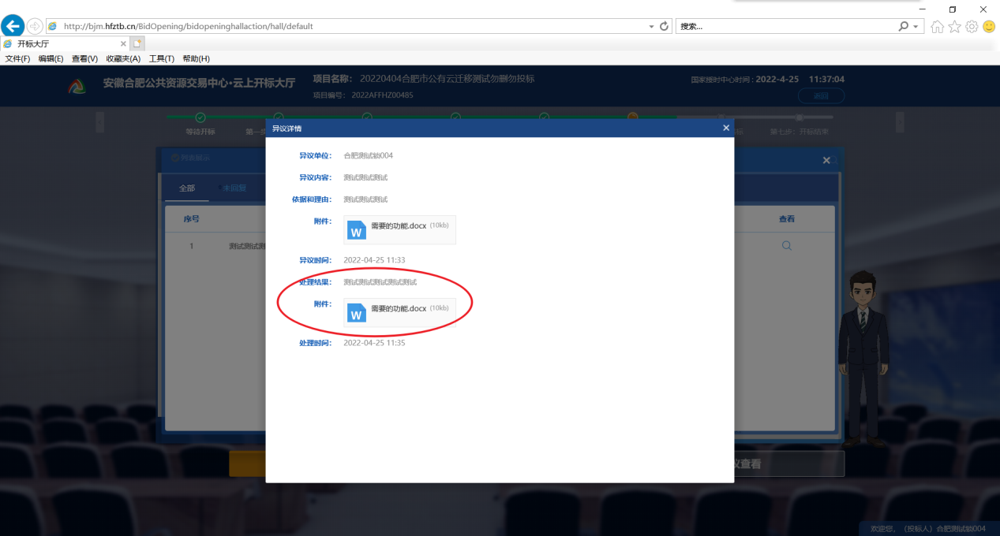 http://bjm.hfztb.cn/BidOpening/bidopeninghallaction/hall/default
搜索...
开标大厅
文件(F) 编辑(E) 查看(V) 收藏夹(A) 工具(T) 帮助(H)
安徽合肥公共资源交易中心•云上开标大厅
项目名称： 20220404合肥市公有云迁移测试勿删勿投标
项目编号： 2022AFFHZ00485
国家授时中心时间：2022-4-25 11:37:04
返回
等待开标 第一步 第七步：开标结束
列表展示
全部 未回复
序号 查看
1 测试测试测
异议详情
异议单位： 合肥测试锁004
异议内容： 测试测试测试
依据和理由： 测试测试测试
附件： 需要的功能.docx (10kb)
异议时间： 2022-04-25 11:33
处理结果： 测试测试测试测试测试
附件： 需要的功能.docx (10kb)
处理时间： 2022-04-25 11:35
议查看
欢迎您，（投标人）合肥测试锁004